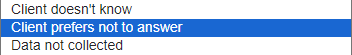 Client doesn't know
Client prefers not to answer
Data not collected